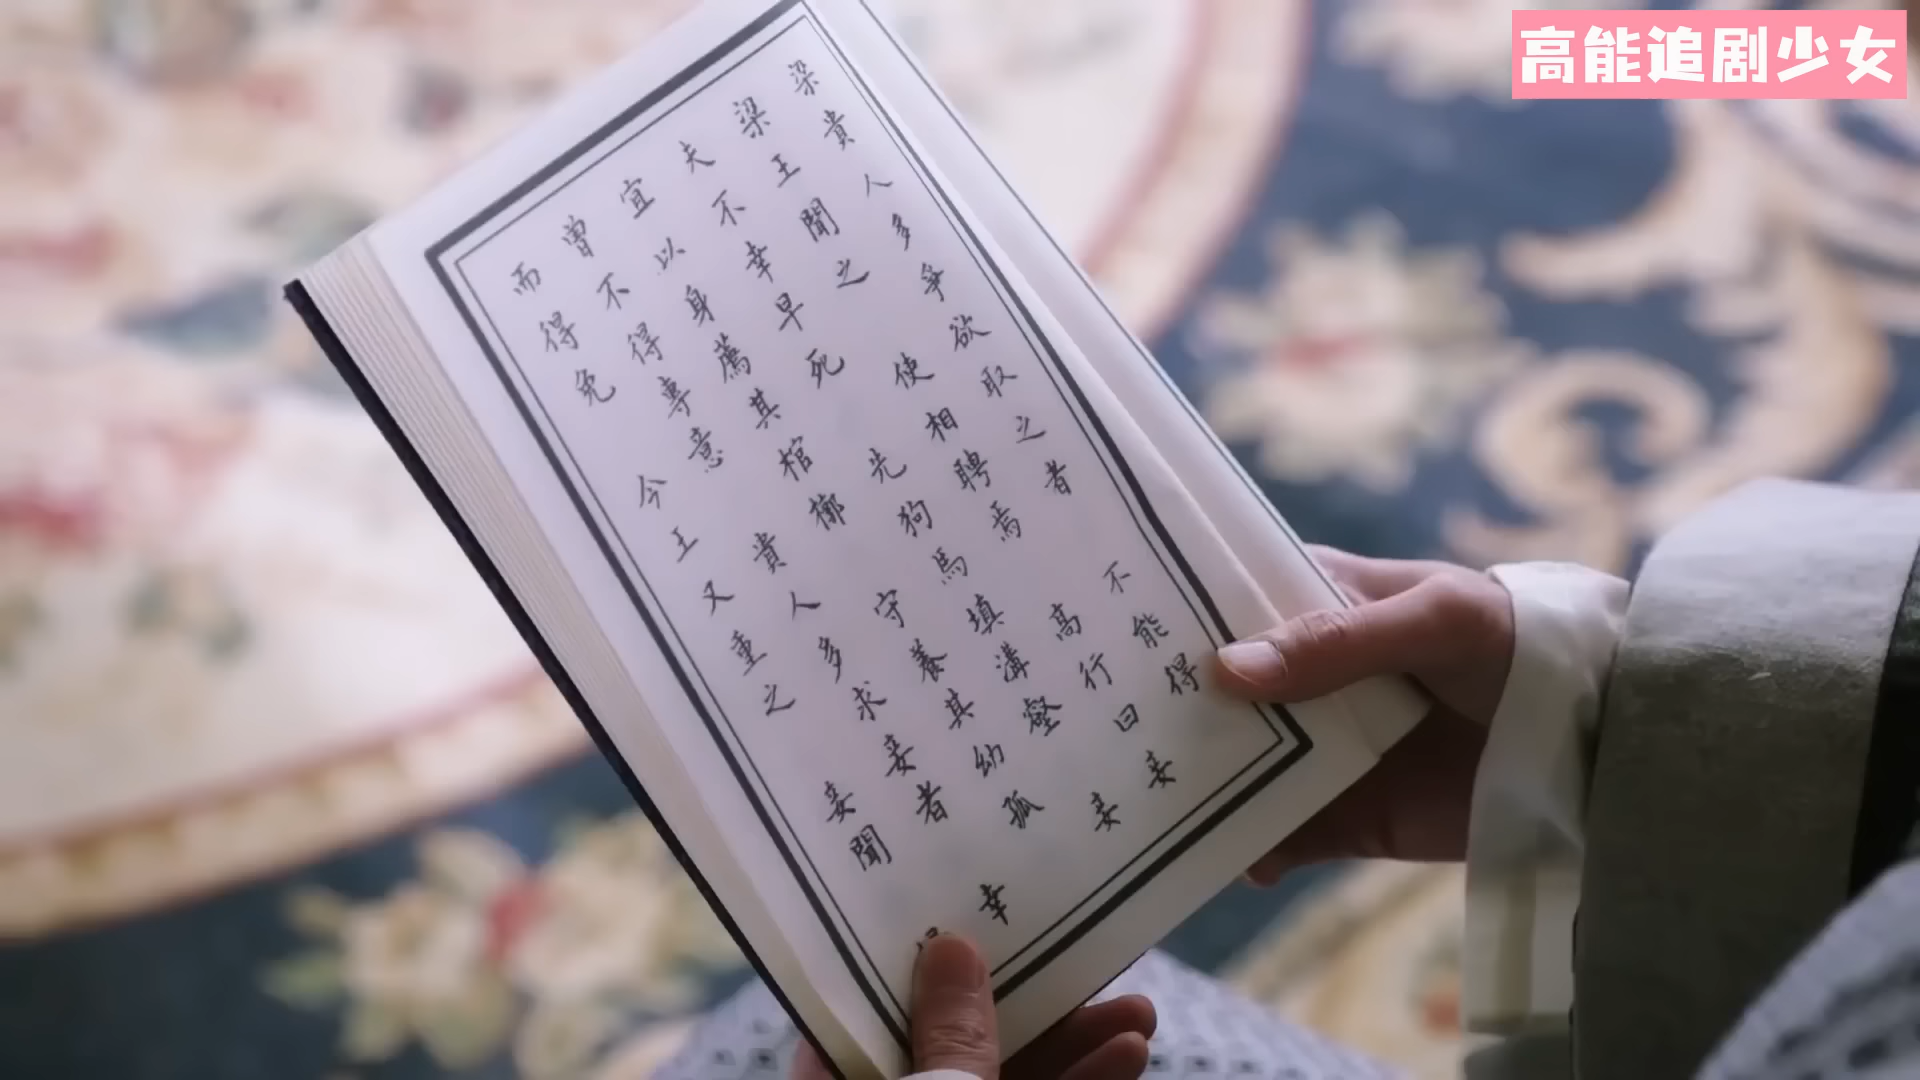 高能追剧少女
梁貴人多爭欲取之者 不能得
梁王聞之 使相聘焉 高行曰妾
夫不幸早死 先狗馬填溝壑 妾
宜以身薦其棺槨 守養其幼孤
曾不得專意 貴人多求妾者 幸
而得免 今王又重之 妾聞